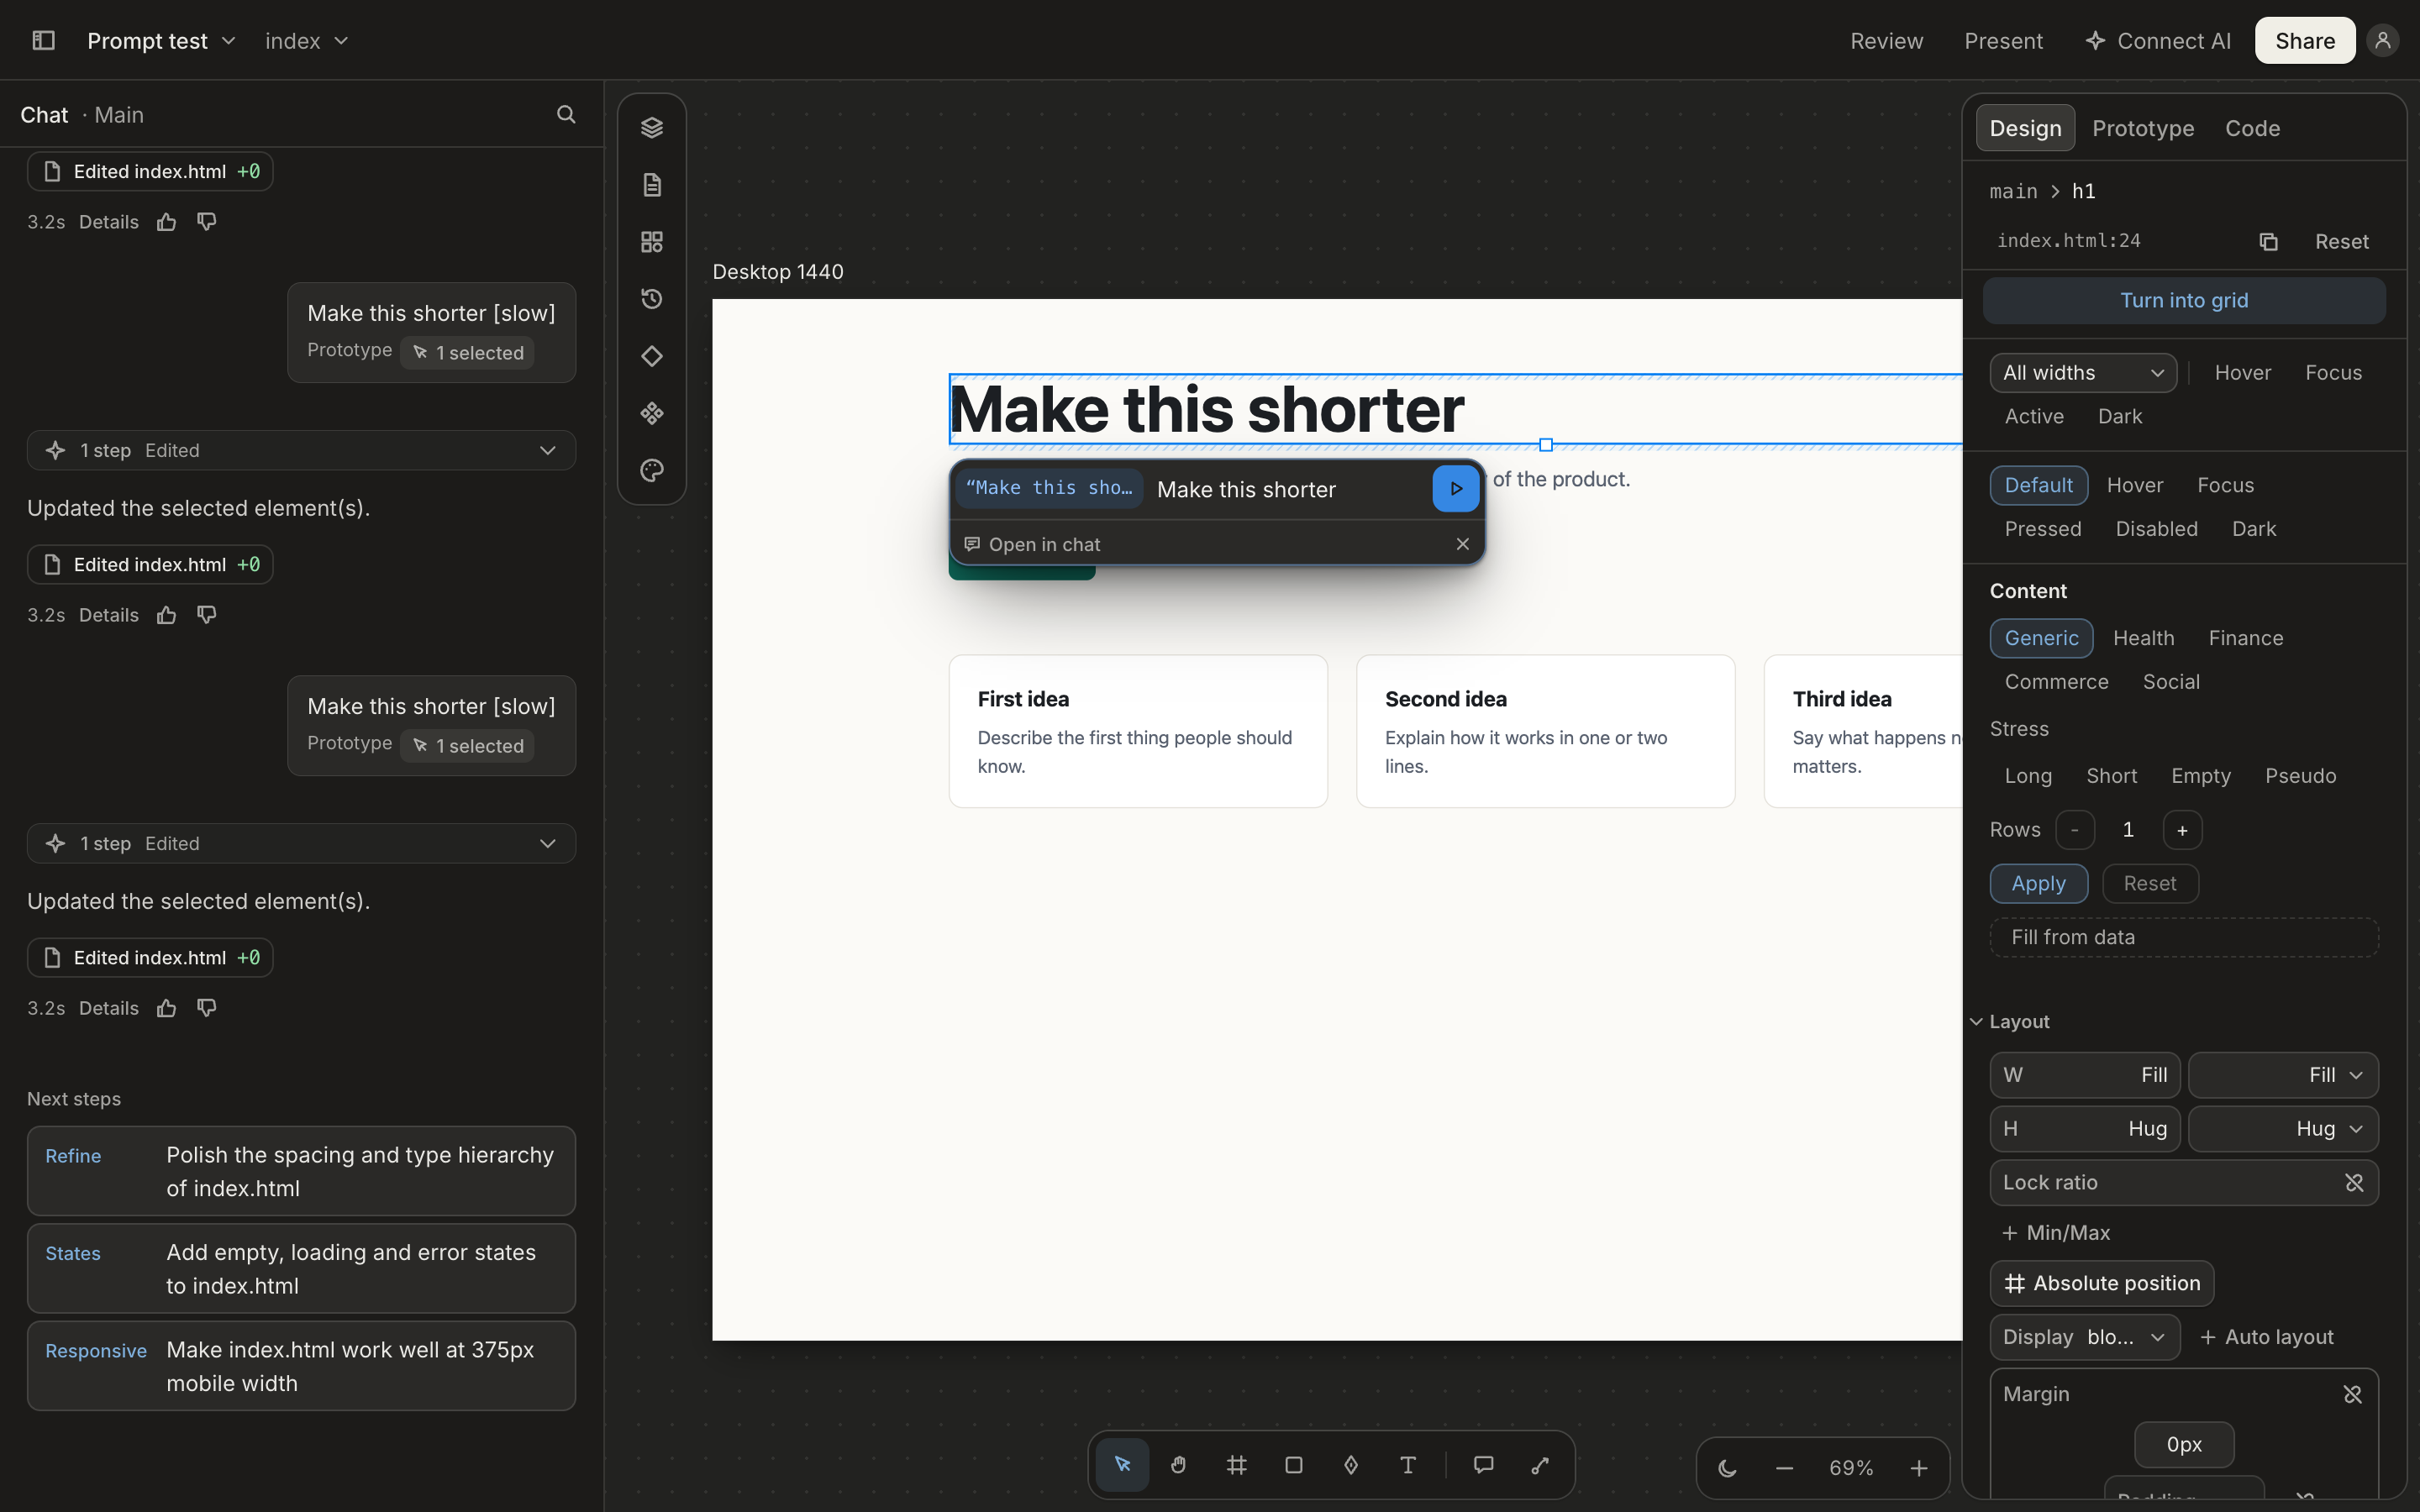 Prompt test
index
Review
Present
Connect AI
Share
Chat · Main
Edited index.html +0
3.2s Details
Make this shorter [slow]
Prototype 1 selected
1 step Edited
Updated the selected element(s).
Edited index.html +0
3.2s Details
Make this shorter [slow]
Prototype 1 selected
1 step Edited
Updated the selected element(s).
Edited index.html +0
3.2s Details
Next steps
Refine
Polish the spacing and type hierarchy
of index.html
States
Add empty, loading and error states
to index.html
Responsive
Make index.html work well at 375px
mobile width
Desktop 1440
Make this shorter
of the product.
“Make this sho…
Make this shorter
Open in chat
First idea
Describe the first thing people should
know.
Second idea
Explain how it works in one or two
lines.
Third idea
Say what happens
matters.
69%
Design Prototype Code
main > h1
index.html:24
Reset
Turn into grid
All widths
Hover Focus
Active Dark
Default Hover Focus
Pressed Disabled Dark
Content
Generic Health Finance
Commerce Social
Stress
Long Short Empty Pseudo
Rows - 1 +
Apply Reset
Fill from data
Layout
W Fill Fill
H Hug Hug
Lock ratio
+ Min/Max
Absolute position
Display blo... + Auto layout
Margin
0px